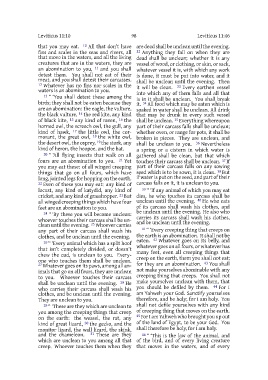 Leviticus 11:10
98
Leviticus 11:46
that you may eat. 10 All that don’t have
fins and scales in the seas and rivers, all
that move in the waters, and all the living
creatures that are in the waters, they are
an abomination to you, 11 and you shall
detest them. You shall not eat of their
meat, and you shall detest their carcasses.
12 Whatever has no fins nor scales in the
waters is an abomination to you.
13 “‘You shall detest these among the
birds; they shall not be eaten because they
are an abomination: the eagle, the vulture,
the black vulture, 14 the red kite, any kind
of black kite, 15 any kind of raven, 16 the
horned owl, the screech owl, the gull, any
kind of hawk, 17 the little owl, the cor-
morant, the great owl, 18 the white owl,
the desert owl, the osprey, 19 the stork, any
kind of heron, the hoopoe, and the bat.
20 “‘All flying insects that walk on all
fours are an abomination to you. 21 Yet
you may eat these: of all winged creeping
things that go on all fours, which have
long, jointed legs for hopping on the earth.
22 Even of these you may eat: any kind of
locust, any kind of katydid, any kind of
cricket, and any kind of grasshopper. 23 But
all winged creeping things which have four
feet are an abomination to you.
24 “‘By these you will become unclean:
whoever touches their carcass shall be un-
clean until the evening. 25 Whoever carries
any part of their carcass shall wash his
clothes, and be unclean until the evening.
26 “‘Every animal which has a split hoof
that isn’t completely divided, or doesn’t
chew the cud, is unclean to you. Every-
one who touches them shall be unclean.
27 Whatever goes on its paws, among all an-
imals that go on all fours, they are unclean
to you. Whoever touches their carcass
shall be unclean until the evening. 28 He
who carries their carcass shall wash his
clothes, and be unclean until the evening.
They are unclean to you.
29 “‘These are they which are unclean to
you among the creeping things that creep
on the earth: the weasel, the rat, any
kind of great lizard, 30 the gecko, and the
monitor lizard, the wall lizard, the skink,
and the chameleon. 31 These are they
which are unclean to you among all that
creep. Whoever touches them when they
are dead shall be unclean until the evening.
32 Anything they fall on when they are
dead shall be unclean; whether it is any
vessel of wood, or clothing, or skin, or sack,
whatever vessel it is, with which any work
is done, it must be put into water, and it
shall be unclean until the evening. Then
it will be clean. 33 Every earthen vessel
into which any of them falls and all that
is in it shall be unclean. You shall break
it. 34 All food which may be eaten which is
soaked in water shall be unclean. All drink
that may be drunk in every such vessel
shall be unclean. 35 Everything whereupon
part of their carcass falls shall be unclean;
whether oven, or range for pots, it shall be
broken in pieces. They are unclean, and
shall be unclean to you. 36 Nevertheless
a spring or a cistern in which water is
gathered shall be clean, but that which
touches their carcass shall be unclean. 37 If
part of their carcass falls on any sowing
seed which is to be sown, it is clean. 38 But
if water is put on the seed, and part of their
carcass falls on it, it is unclean to you.
39 “‘If any animal of which you may eat
dies, he who touches its carcass shall be
unclean until the evening. 40 He who eats
of its carcass shall wash his clothes, and
be unclean until the evening. He also who
carries its carcass shall wash his clothes,
and be unclean until the evening.
41 “‘Every creeping thing that creeps on
the earth is an abomination. It shall not be
eaten. 42 Whatever goes on its belly, and
whatever goes on all fours, or whatever has
many feet, even all creeping things that
creep on the earth, them you shall not eat;
for they are an abomination. 43 You shall
not make yourselves abominable with any
creeping thing that creeps. You shall not
make yourselves unclean with them, that
you should be defiled by them. 44 For I
am Yahweh your God. Sanctify yourselves
therefore, and be holy; for I am holy. You
shall not defile yourselves with any kind
of creeping thing that moves on the earth.
45 For I am Yahweh who brought you up out
of the land of Egypt, to be your God. You
shall therefore be holy, for I am holy.
46 “‘This is the law of the animal, and
of the bird, and of every living creature
that moves in the waters, and of every